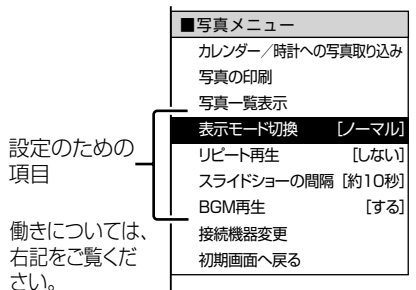 ■写真メニュー
カレンダー／時計への写真取り込み
写真の印刷
写真一覧表示
表示モード切換 [ノーマル]
リピート再生 [しない]
スライドショーの間隔 [約10秒]
BGM再生 [する]
接続機器変更
初期画面へ戻る
設定のための
項目
働きについては、
右記をご覧くだ
さい。